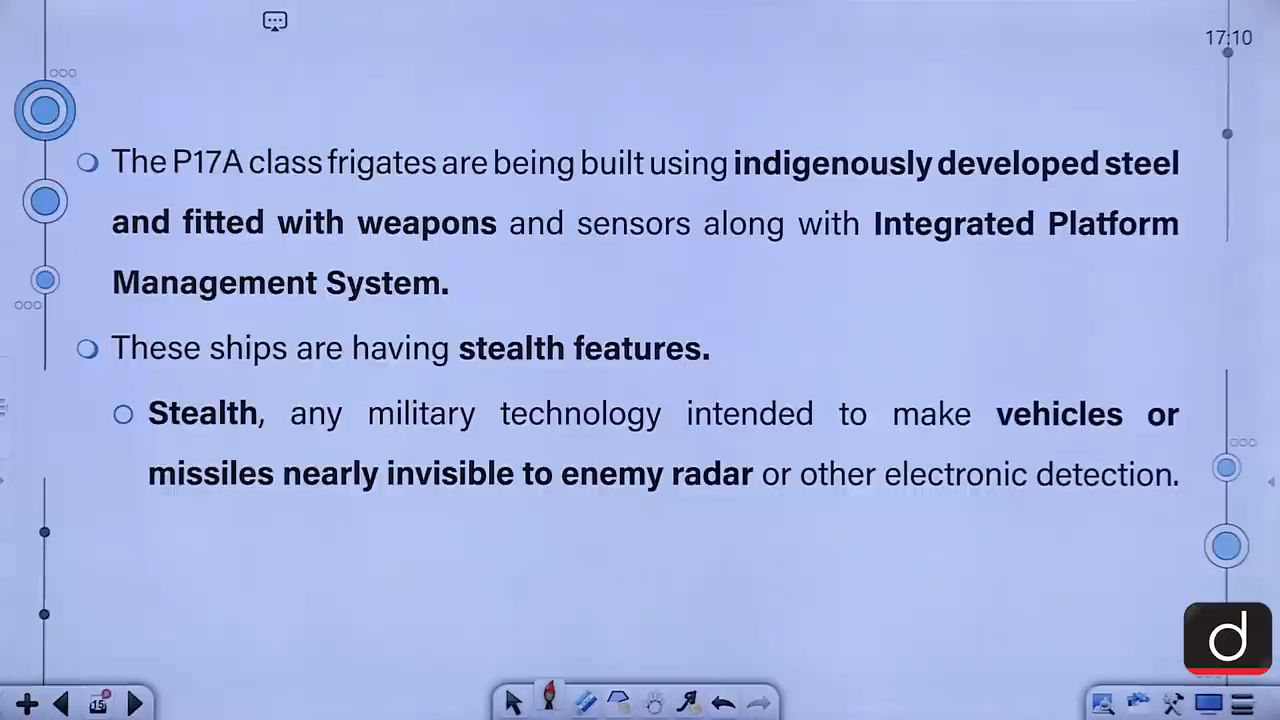 17:10
The P17A class frigates are being built using indigenously developed steel
and fitted with weapons and sensors along with Integrated Platform
Management System.
These ships are having stealth features.
Stealth, any military technology intended to make vehicles or
missiles nearly invisible to enemy radar or other electronic detection.
d
15